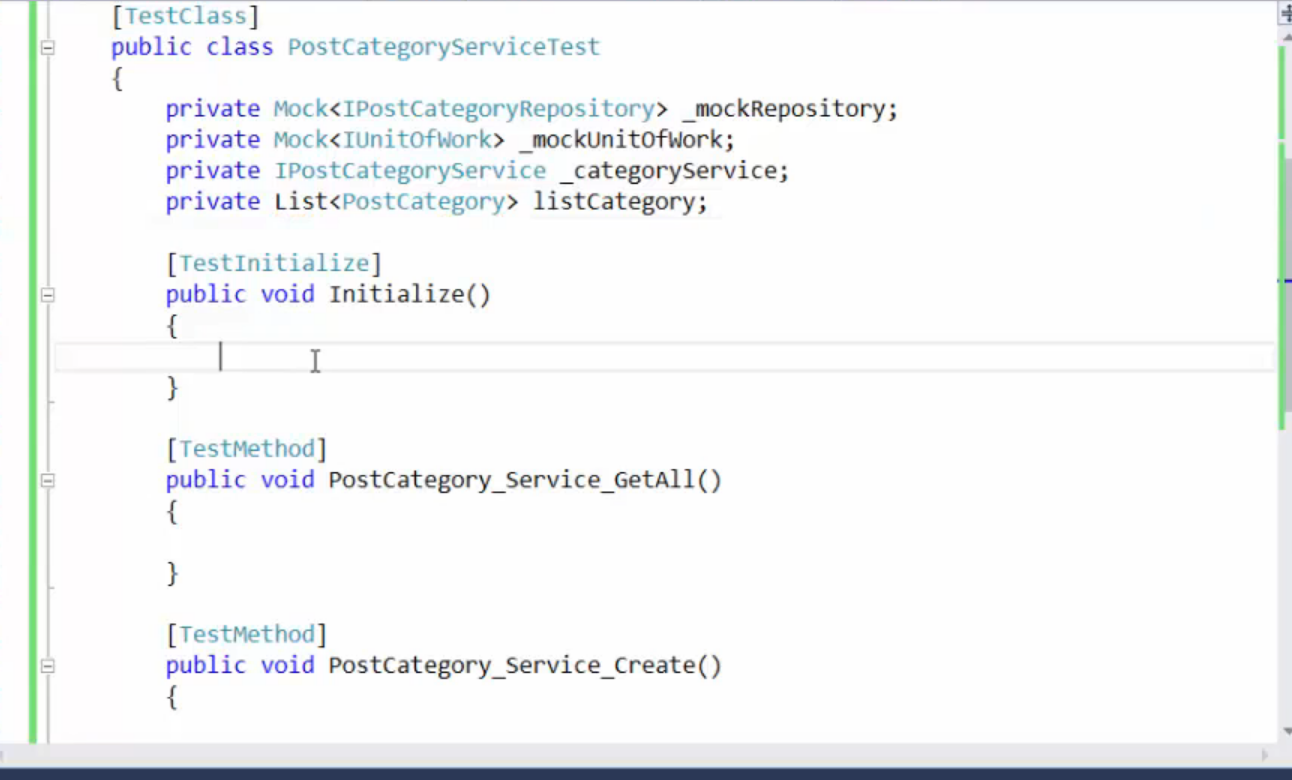 [TestClass]
public class PostCategoryServiceTest
{
private Mock<IPostCategoryRepository> _mockRepository;
private Mock<IUnitOfWork> _mockUnitOfWork;
private IPostCategoryService _categoryService;
private List<PostCategory> listCategory;
[TestInitialize]
public void Initialize()
{
}
[TestMethod]
public void PostCategory_Service_GetAll()
{
}
[TestMethod]
public void PostCategory_Service_Create()
{